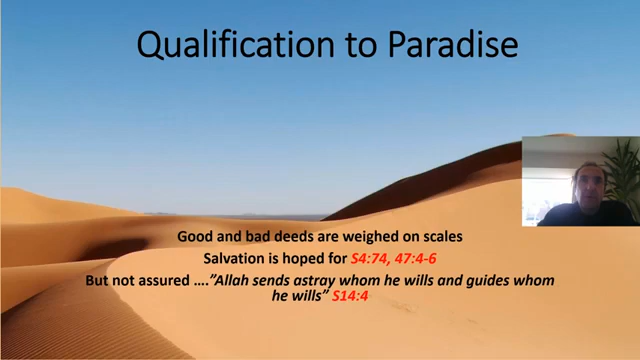 Qualification to Paradise
Good and bad deeds are weighed on scales
Salvation is hoped for S4:74, 47:4-6
But not assured ....”Allah sends astray whom he wills and guides whom
he wills” S14:4